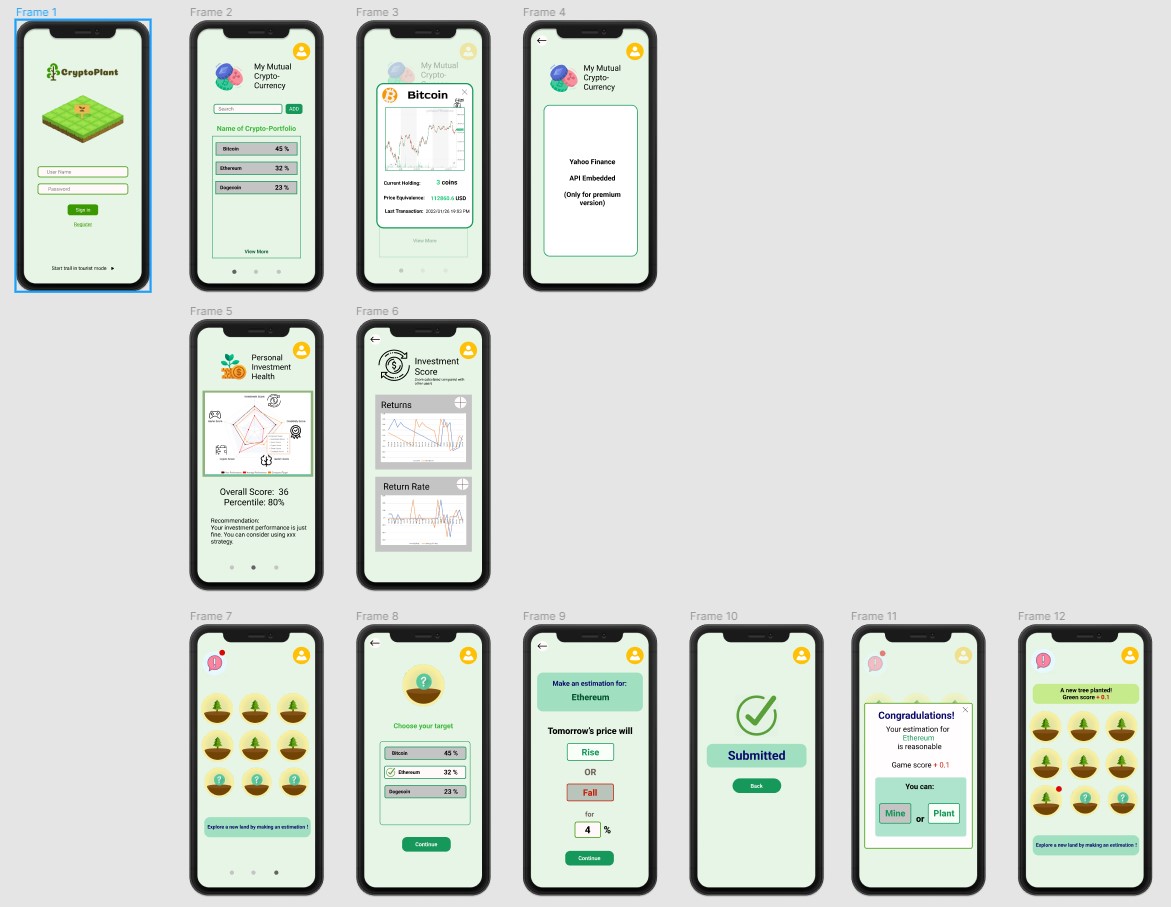 Frame 1
CryptoPlant
User Name
Password
Sign in
Register
Start trail in tourist mode
Frame 2
My Mutual
Crypto-
Currency
Search
ADD
Name of Crypto-Portfolio
Bitcoin 45 %
Ethereum 32 %
Dogecoin 23 %
View More
Frame 3
My Mutual
Crypto-
Bitcoin
Current Holding: 3 coins
Price Equivalence: 112860.6 USD
Last Transaction: 2022/01/26 19:03 PM
View More
Frame 4
My Mutual
Crypto-
Currency
Yahoo Finance
API Embedded
(Only for premium
version)
Frame 5
Personal
Investment
Health
Overall Score: 36
Percentile: 80%
Recommendation:
Your investment performance is just
fine. You can consider using xxx
strategy.
Frame 6
Investment
Score
Returns
Return Rate
Frame 7
Explore a new land by making an estimation !
Frame 8
Choose your target
Bitcoin 45 %
Ethereum 32 %
Dogecoin 23 %
Continue
Frame 9
Make an estimation for:
Ethereum
Tomorrow's price will
Rise
OR
Fall
for
4 %
Continue
Frame 10
Submitted
Back
Frame 11
Congradulations!
Your estimation for
Ethereum
is reasonable
Game score + 0.1
You can:
Mine or Plant
Frame 12
A new tree planted!
Green score + 0.1
Explore a new land by making an estimation ?